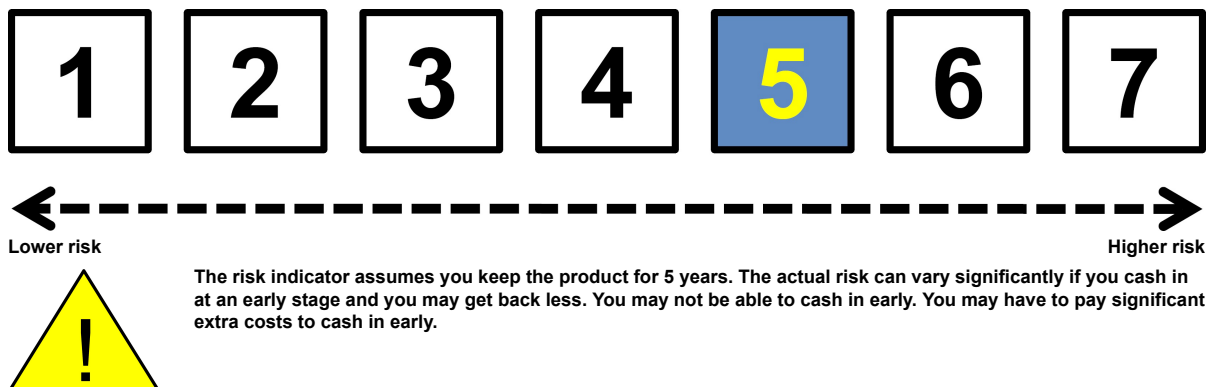 1 2 3 4 5 6 7
Lower risk Higher risk
The risk indicator assumes you keep the product for 5 years. The actual risk can vary significantly if you cash in
at an early stage and you may get back less. You may not be able to cash in early. You may have to pay significant
extra costs to cash in early.
!